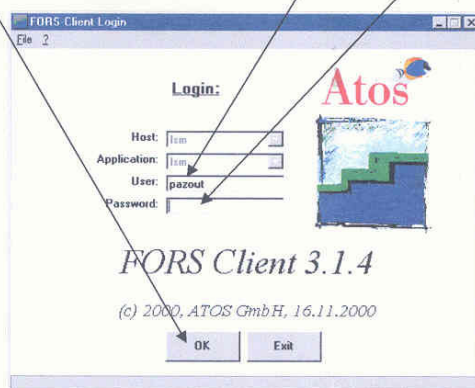 FORS Client Login
File ?
Login:
Atos
Host: lsm
Application: lsm
User: pazout
Password:
FORS Client 3.1.4
(c) 2000, ATOS GmbH, 16.11.2000
OK Exit